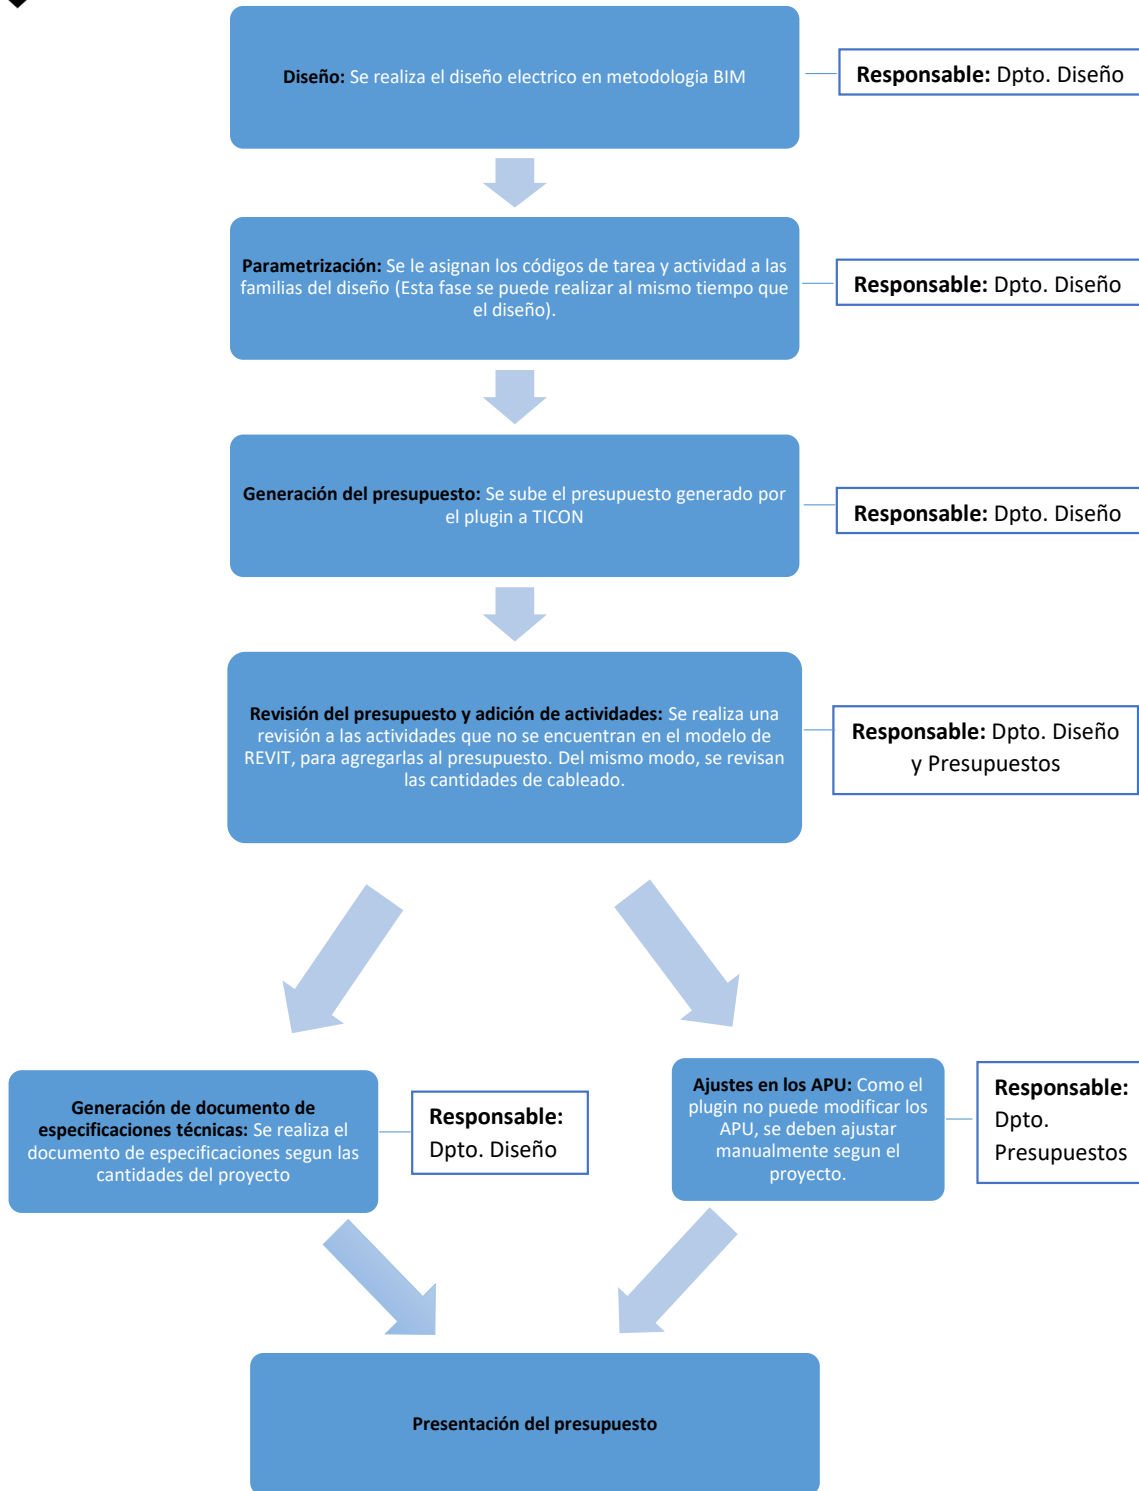 Diseño: Se realiza el diseño electrico en metodologia BIM
Responsable: Dpto. Diseño
Parametrización: Se le asignan los códigos de tarea y actividad a las
familias del diseño (Esta fase se puede realizar al mismo tiempo que
el diseño).
Responsable: Dpto. Diseño
Generación del presupuesto: Se sube el presupuesto generado por
el plugin a TICON
Responsable: Dpto. Diseño
Revisión del presupuesto y adición de actividades: Se realiza una
revisión a las actividades que no se encuentran en el modelo de
REVIT, para agregarlas al presupuesto. Del mismo modo, se revisan
las cantidades de cableado.
Responsable: Dpto. Diseño
y Presupuestos
Generación de documento de
especificaciones técnicas: Se realiza el
documento de especificaciones segun las
cantidades del proyecto
Responsable:
Dpto. Diseño
Ajustes en los APU: Como el
plugin no puede modificar los
APU, se deben ajustar
manualmente segun el
proyecto.
Responsable:
Dpto.
Presupuestos
Presentación del presupuesto